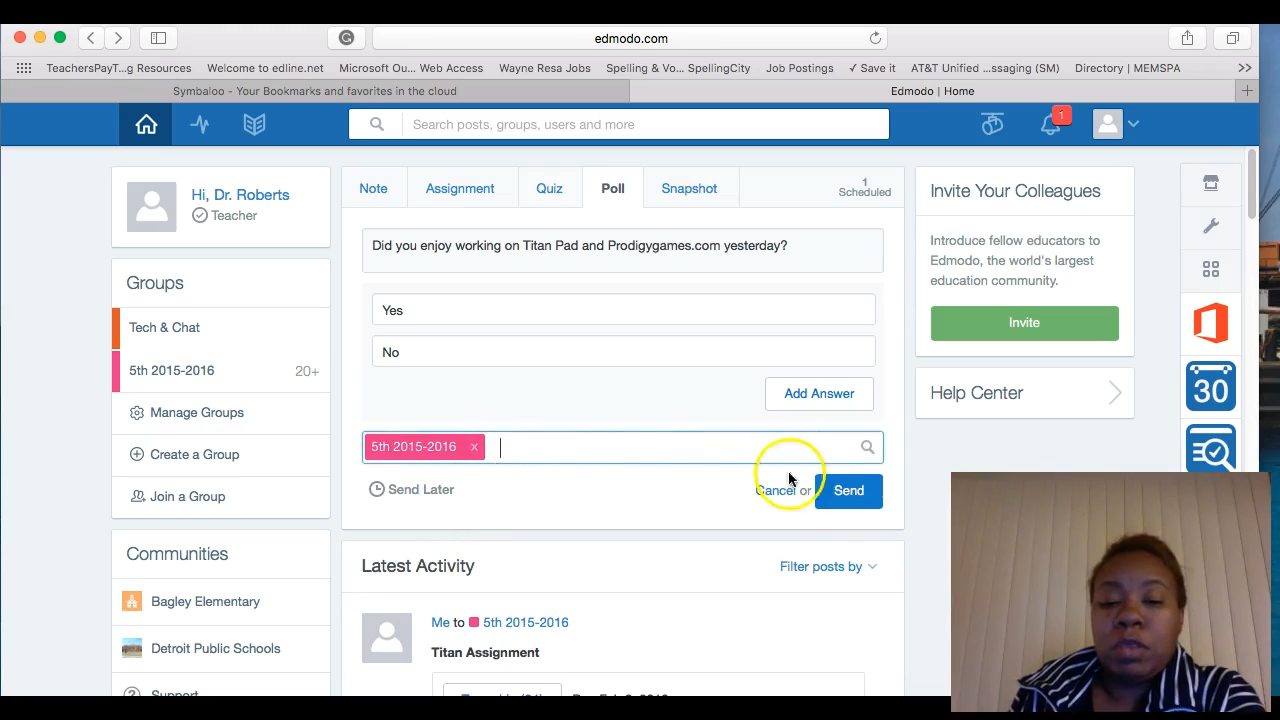 edmodo.com
TeachersPayT...g Resources Welcome to edline.net Microsoft Ou... Web Access Wayne Resa Jobs Spelling & Vo... SpellingCity Job Postings ✓ Save it AT&T Unified ...ssaging (SM) Directory | MEMSPA
Symbaloo - Your Bookmarks and favorites in the cloud
Edmodo | Home
Search posts, groups, users and more
1
Hi, Dr. Roberts
Teacher
Groups
Tech & Chat
5th 2015-2016 20+
Manage Groups
Create a Group
Join a Group
Communities
Bagley Elementary
Detroit Public Schools
Support
Note Assignment Quiz Poll Snapshot
1
Scheduled
Did you enjoy working on Titan Pad and Prodigygames.com yesterday?
Yes
No
Add Answer
5th 2015-2016 ×
Send Later
Cancel or Send
Latest Activity
Filter posts by
Me to 5th 2015-2016
Titan Assignment
Invite Your Colleagues
Introduce fellow educators to
Edmodo, the world's largest
education community.
Invite
Help Center
30